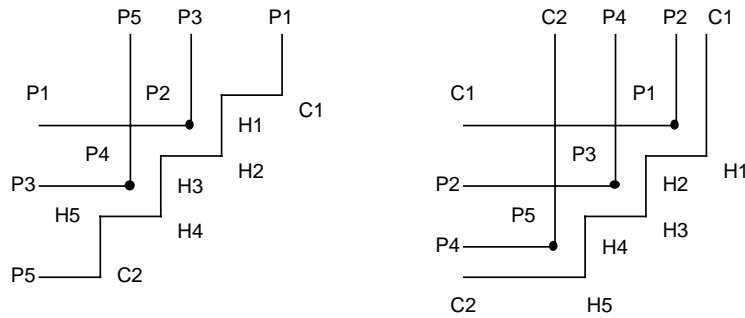 P5 P3 P1
P1 P2 C1
H1
P4 H2
P3 H3
H5 H4
P5 C2
C2 P4 P2 C1
C1 P1
P3 H1
P2 H2
P5 H3
P4 H4
C2 H5